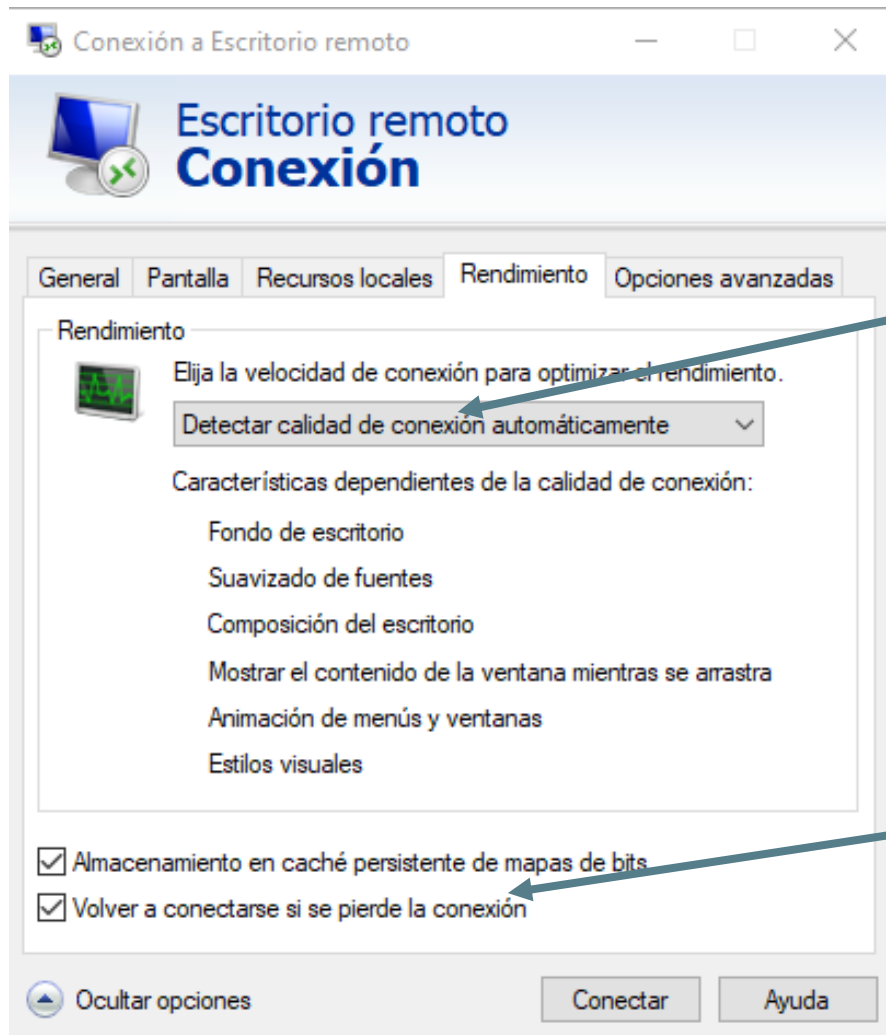 Conexión a Escritorio remoto
Escritorio remoto
Conexión
General Pantalla Recursos locales Rendimiento Opciones avanzadas
Rendimiento
Elija la velocidad de conexión para optimizar el rendimiento.
Detectar calidad de conexión automáticamente
Características dependientes de la calidad de conexión:
Fondo de escritorio
Suavizado de fuentes
Composición del escritorio
Mostrar el contenido de la ventana mientras se arrastra
Animación de menús y ventanas
Estilos visuales
Almacenamiento en caché persistente de mapas de bits
Volver a conectarse si se pierde la conexión
Ocultar opciones Conectar Ayuda